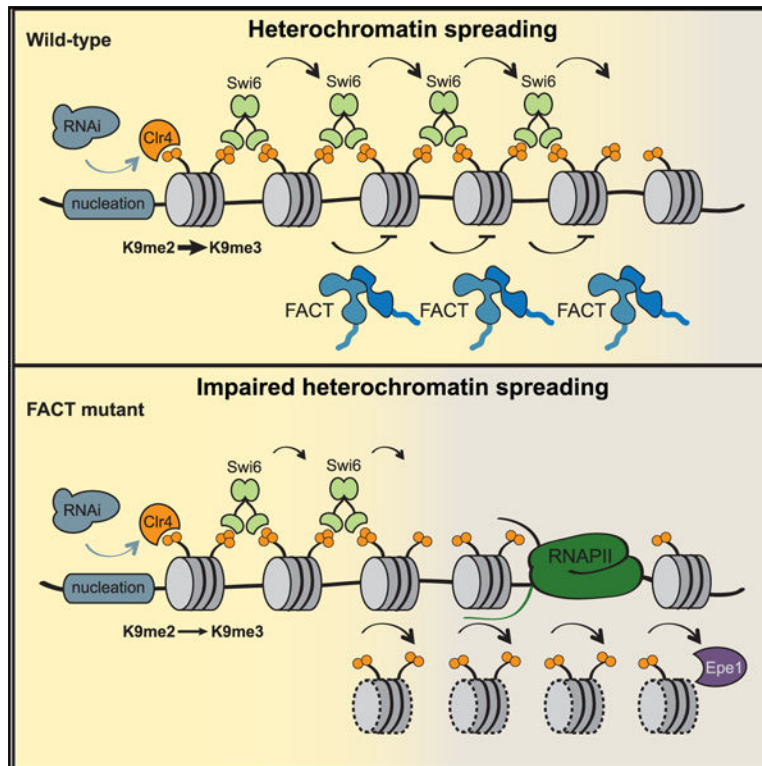 Heterochromatin spreading
Wild-type
Swi6 Swi6 Swi6 Swi6
RNAi
Clr4
nucleation
K9me2 K9me3
FACT FACT FACT
Impaired heterochromatin spreading
FACT mutant
Swi6 Swi6
RNAi
Clr4
RNAPII
nucleation
K9me2 K9me3
Epe1